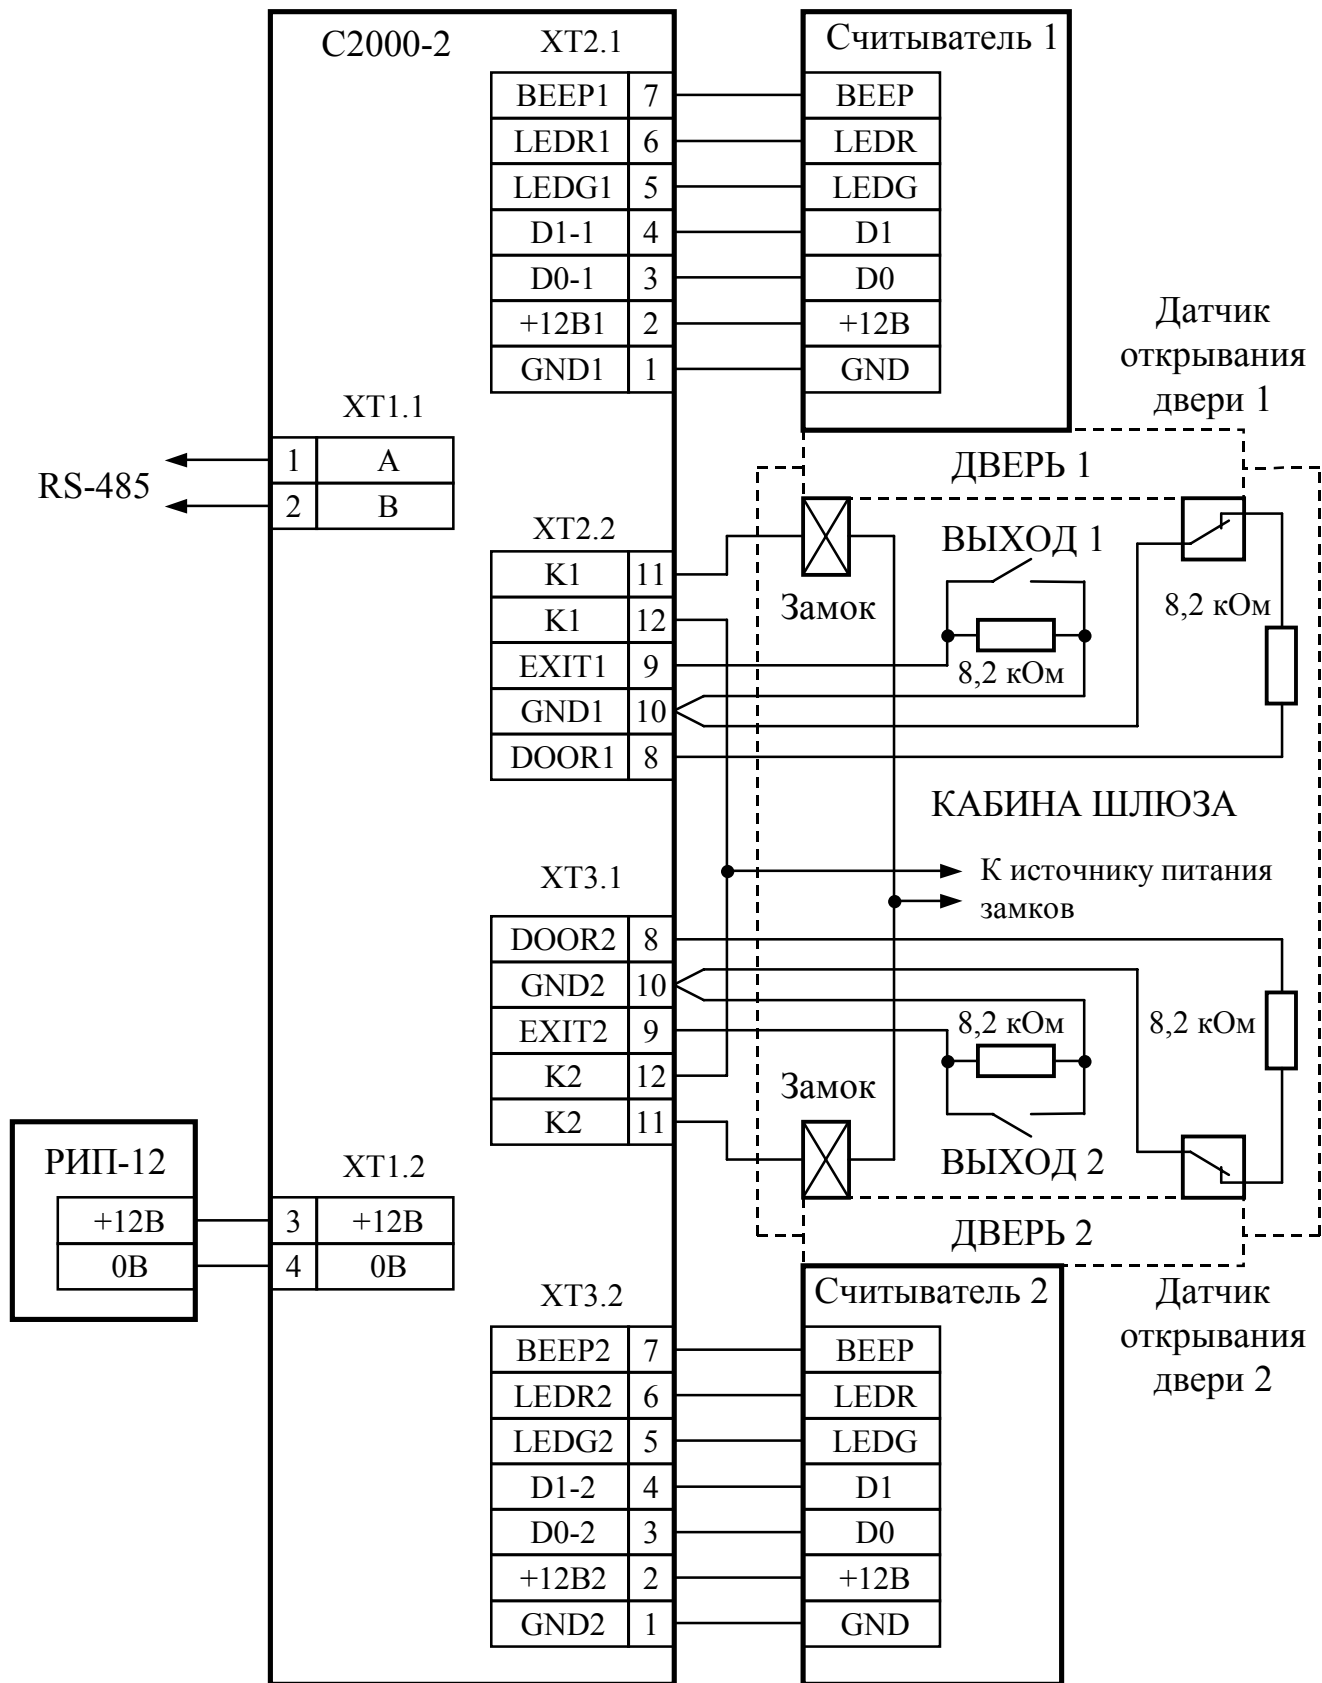 С2000-2
XT2.1
BEEP1 7
LEDR1 6
LEDG1 5
D1-1 4
D0-1 3
+12В1 2
GND1 1
Считыватель 1
BEEP
LEDR
LEDG
D1
D0
+12В
GND
Датчик
открывания
двери 1
XT1.1
1 A
2 B
RS-485
ДВЕРЬ 1
XT2.2
K1 11
K1 12
EXIT1 9
GND1 10
DOOR1 8
Замок
ВЫХОД 1
8,2 кОм
8,2 кОм
КАБИНА ШЛЮЗА
К источнику питания
замков
XT3.1
DOOR2 8
GND2 10
EXIT2 9
K2 12
K2 11
8,2 кОм
8,2 кОм
Замок
ВЫХОД 2
ДВЕРЬ 2
РИП-12
+12В
0В
XT1.2
3 +12В
4 0В
XT3.2
BEEP2 7
LEDR2 6
LEDG2 5
D1-2 4
D0-2 3
+12В2 2
GND2 1
Считыватель 2
BEEP
LEDR
LEDG
D1
D0
+12В
GND
Датчик
открывания
двери 2